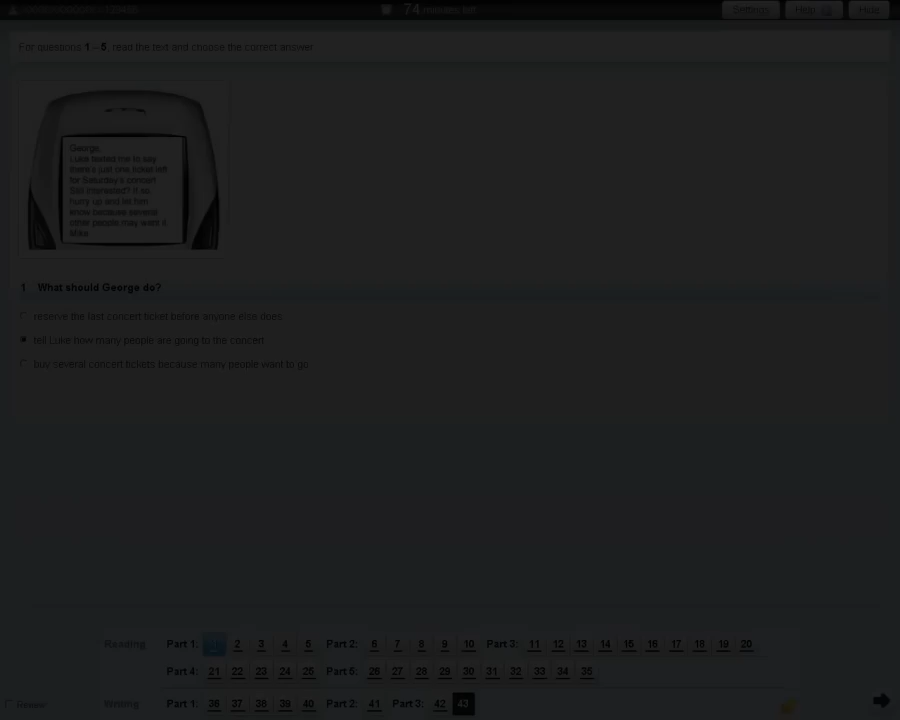 74 minutes left
Settings
Help
Hide
For questions 1 - 5, read the text and choose the correct answer.
George,
Luke texted me to say
there's just one ticket left
for Saturday's concert.
Still interested? If so,
hurry up and let him
know because several
other people may want it.
Mike
1 What should George do?
reserve the last concert ticket before anyone else does
tell Luke how many people are going to the concert
buy several concert tickets because many people want to go
Reading Part 1: 1 2 3 4 5 Part 2: 6 7 8 9 10 Part 3: 11 12 13 14 15 16 17 18 19 20
Part 4: 21 22 23 24 25 Part 5: 26 27 28 29 30 31 32 33 34 35
Review
Writing Part 1: 36 37 38 39 40 Part 2: 41 Part 3: 42 43